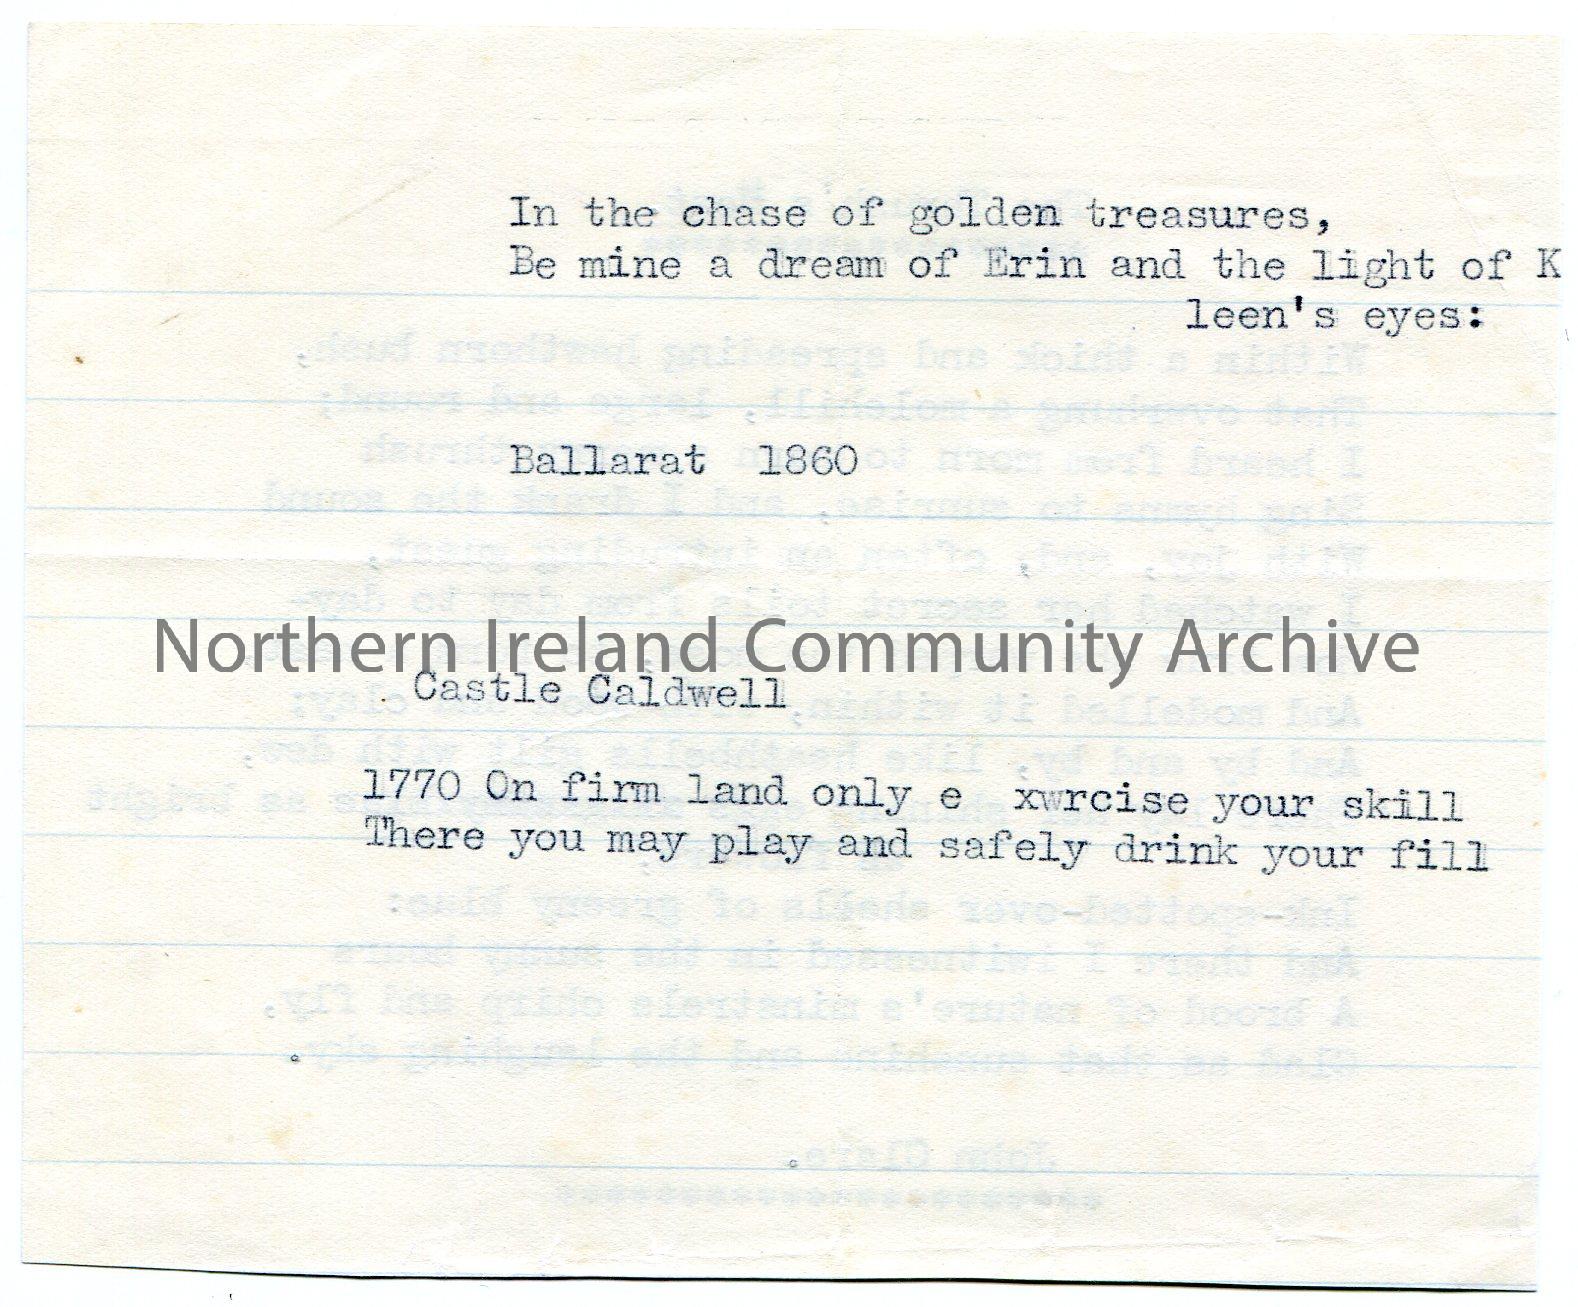 In the chase of golden treasures,
Be mine a dream of Erin and the light of K
leen's eyes:
Ballarat 1860
Northern Ireland Community Archive
Castle Caldwell
1770 On firm land only e xwrcise your skill
There you may play and safely drink your fill